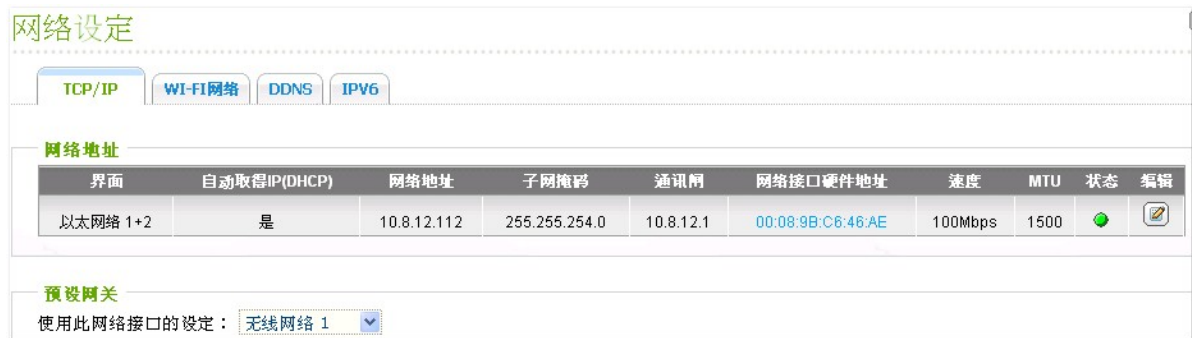 网络设定
TCP/IP WI-FI网络 DDNS IPV6
网络地址
界面 自动取得IP(DHCP) 网络地址 子网掩码 通讯闸 网络接口硬件地址 速度 MTU 状态 编辑
以太网络 1+2 是 10.8.12.112 255.255.254.0 10.8.12.1 00:08:9B:C6:46:AE 100Mbps 1500
预设网关
使用此网络接口的设定： 无线网络 1